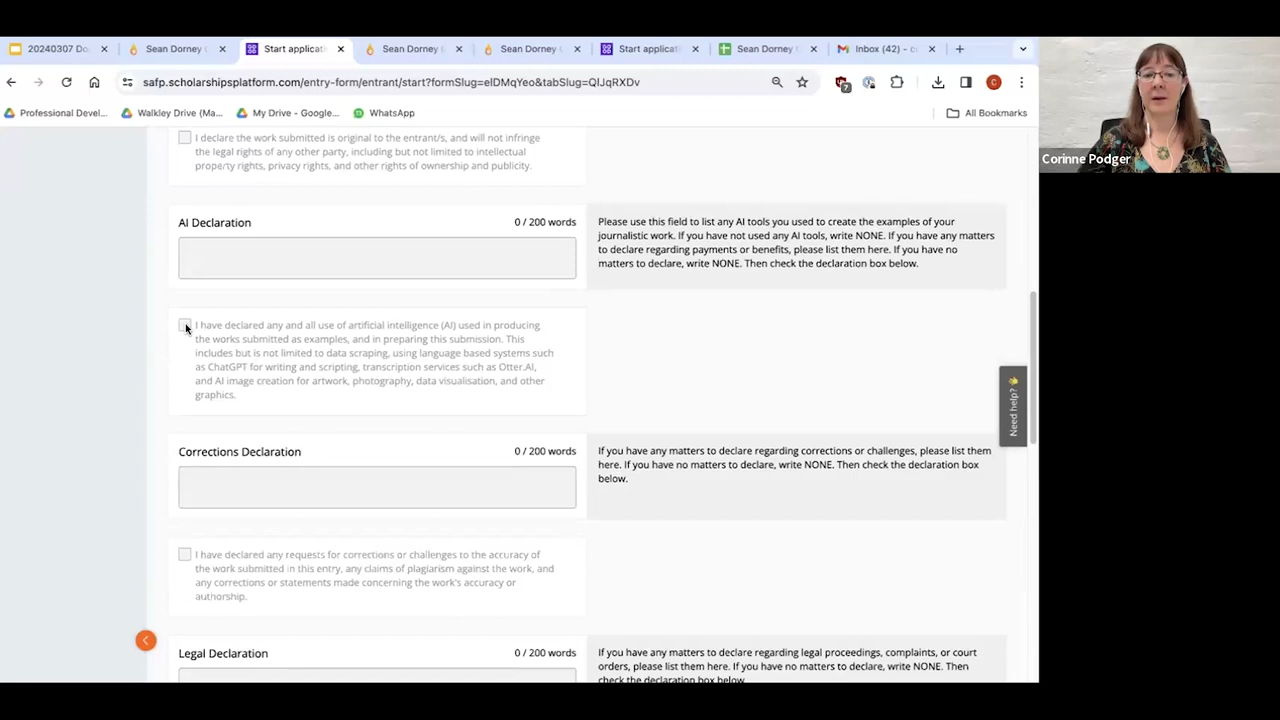 20240307 Do
Sean Dorney
Start applicati
Sean Dorney
Sean Dorney
Start applicat
Sean Dorney
Inbox (42) - c
safp.scholarshipsplatform.com/entry-form/entrant/start?formSlug=elDMqYeo&tabSlug=QlJqRXDv
7
C
Professional Devel...
Walkley Drive (Ma...
My Drive - Google...
WhatsApp
All Bookmarks
Corinne Podger
I declare the work submitted is original to the entrant/s, and will not infringe
the legal rights of any other party, including but not limited to intellectual
property rights, privacy rights, and other rights of ownership and publicity.
AI Declaration
0 / 200 words
Please use this field to list any AI tools you used to create the examples of your
journalistic work. If you have not used any AI tools, write NONE. If you have any matters
to declare regarding payments or benefits, please list them here. If you have no
matters to declare, write NONE. Then check the declaration box below.
I have declared any and all use of artificial intelligence (AI) used in producing
the works submitted as examples, and in preparing this submission. This
includes but is not limited to data scraping, using language based systems such
as ChatGPT for writing and scripting, transcription services such as Otter.AI,
and AI image creation for artwork, photography, data visualisation, and other
graphics.
Need help?
Corrections Declaration
0 / 200 words
If you have any matters to declare regarding corrections or challenges, please list them
here. If you have no matters to declare, write NONE. Then check the declaration box
below.
I have declared any requests for corrections or challenges to the accuracy of
the work submitted in this entry, any claims of plagiarism against the work, and
any corrections or statements made concerning the work's accuracy or
authorship.
Legal Declaration
0 / 200 words
If you have any matters to declare regarding legal proceedings, complaints, or court
orders, please list them here. If you have no matters to declare, write NONE. Then
check the declaration box below.